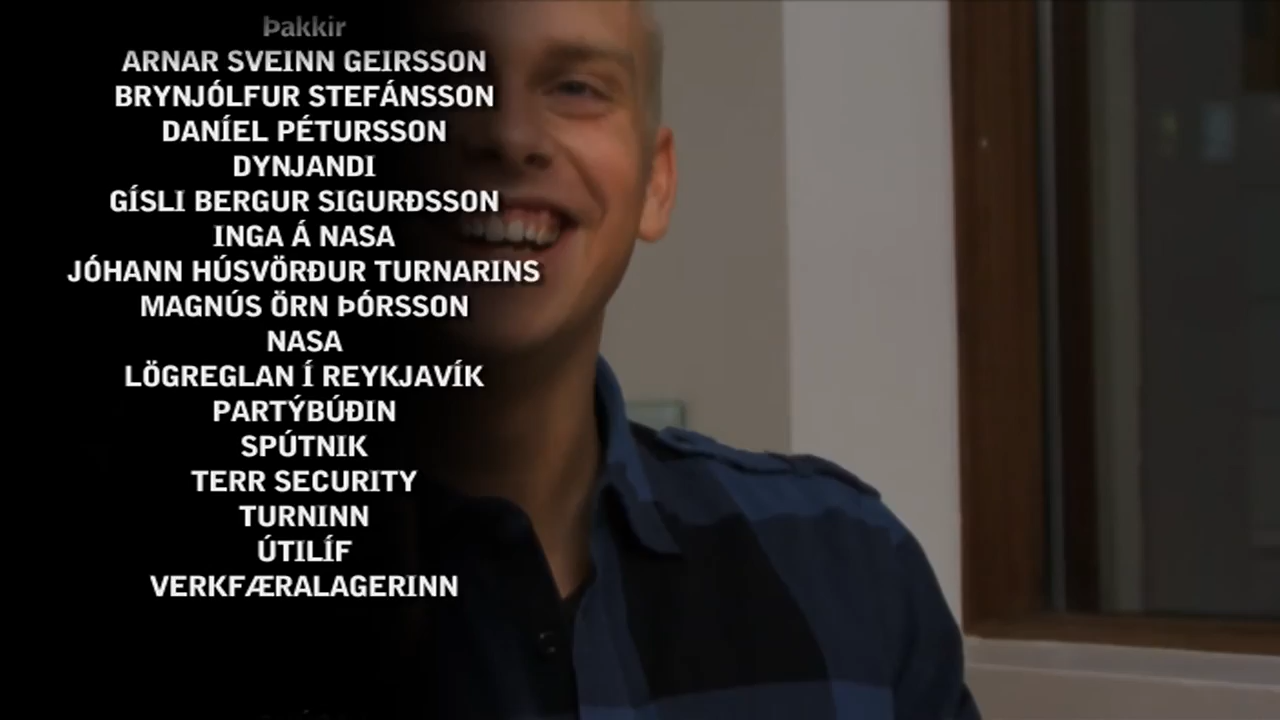 Þakkir
ARNAR SVEINN GEIRSSON
BRYNJÓLFUR STEFÁNSSON
DANÍEL PÉTURSSON
DYNJANDI
GÍSLI BERGUR SIGURÐSSON
INGA Á NASA
JÓHANN HÚSVÖRÐUR TURNARINS
MAGNÚS ÖRN ÞÓRSSON
NASA
LÖGREGLAN Í REYKJAVÍK
PARTÝBÚÐIN
SPÚTNIK
TERR SECURITY
TURNINN
ÚTILÍF
VERKFÆRALAGERINN